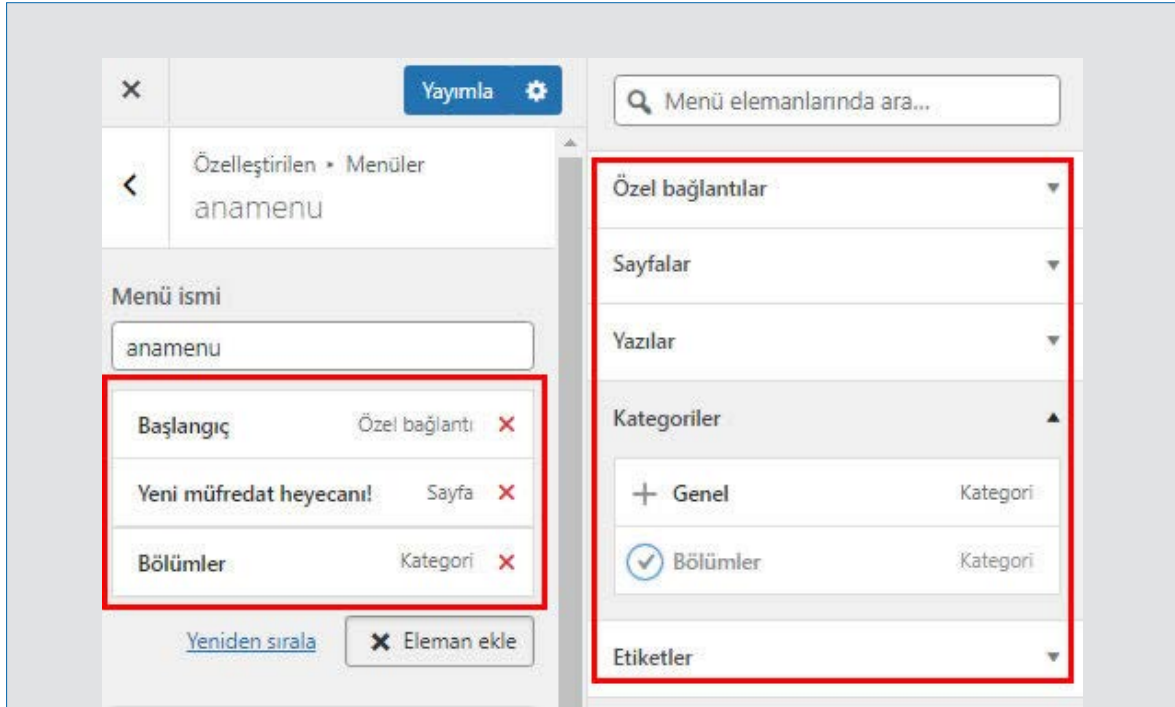 Yayımla
Özelleştirilen ▸ Menüler
anamenu
Menü ismi
anamenu
Başlangıç Özel bağlantı
Yeni müfredat heyecanı! Sayfa
Bölümler Kategori
Yeniden sırala Eleman ekle
Menü elemanlarında ara...
Özel bağlantılar
Sayfalar
Yazılar
Kategoriler
Genel Kategori
Bölümler Kategori
Etiketler